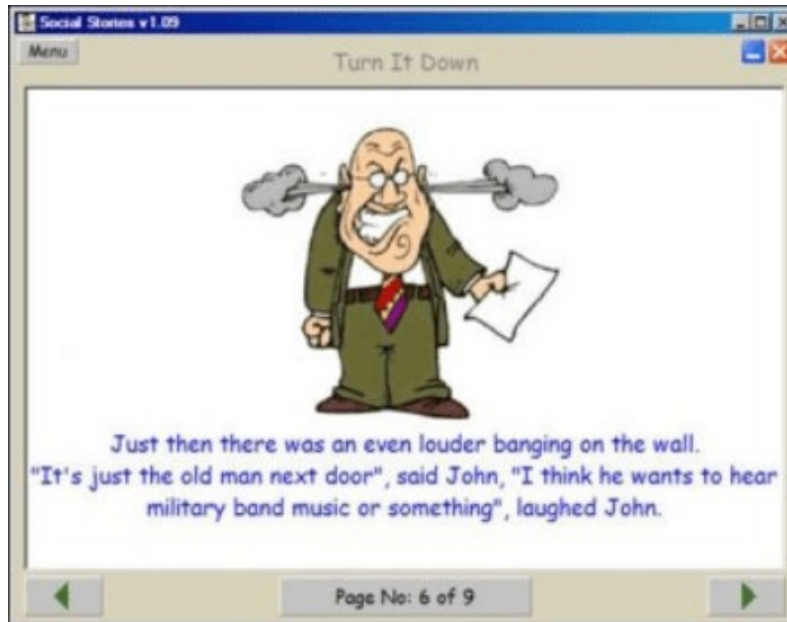 Social Stories v1.09
Menu
Turn It Down
Just then there was an even louder banging on the wall.
"It's just the old man next door", said John, "I think he wants to hear
military band music or something", laughed John.
Page No: 6 of 9